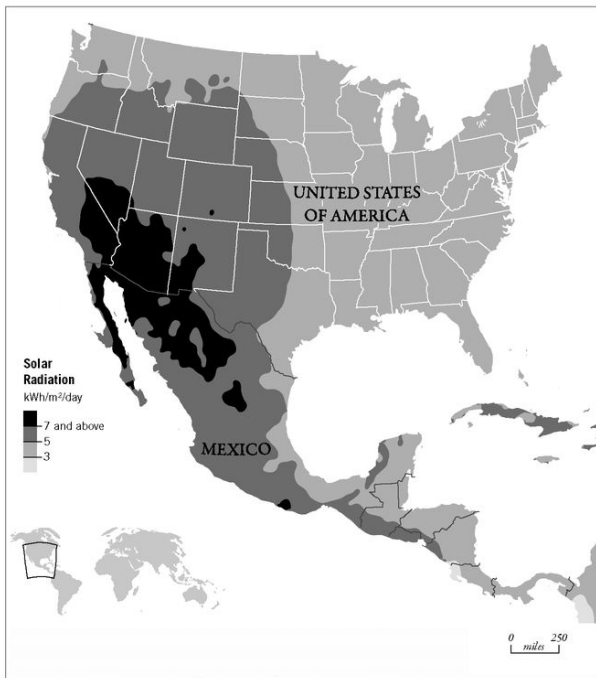 UNITED STATES
OF AMERICA
Solar
Radiation
kWh/m²/day
7 and above
5
3
MEXICO
0 250
miles